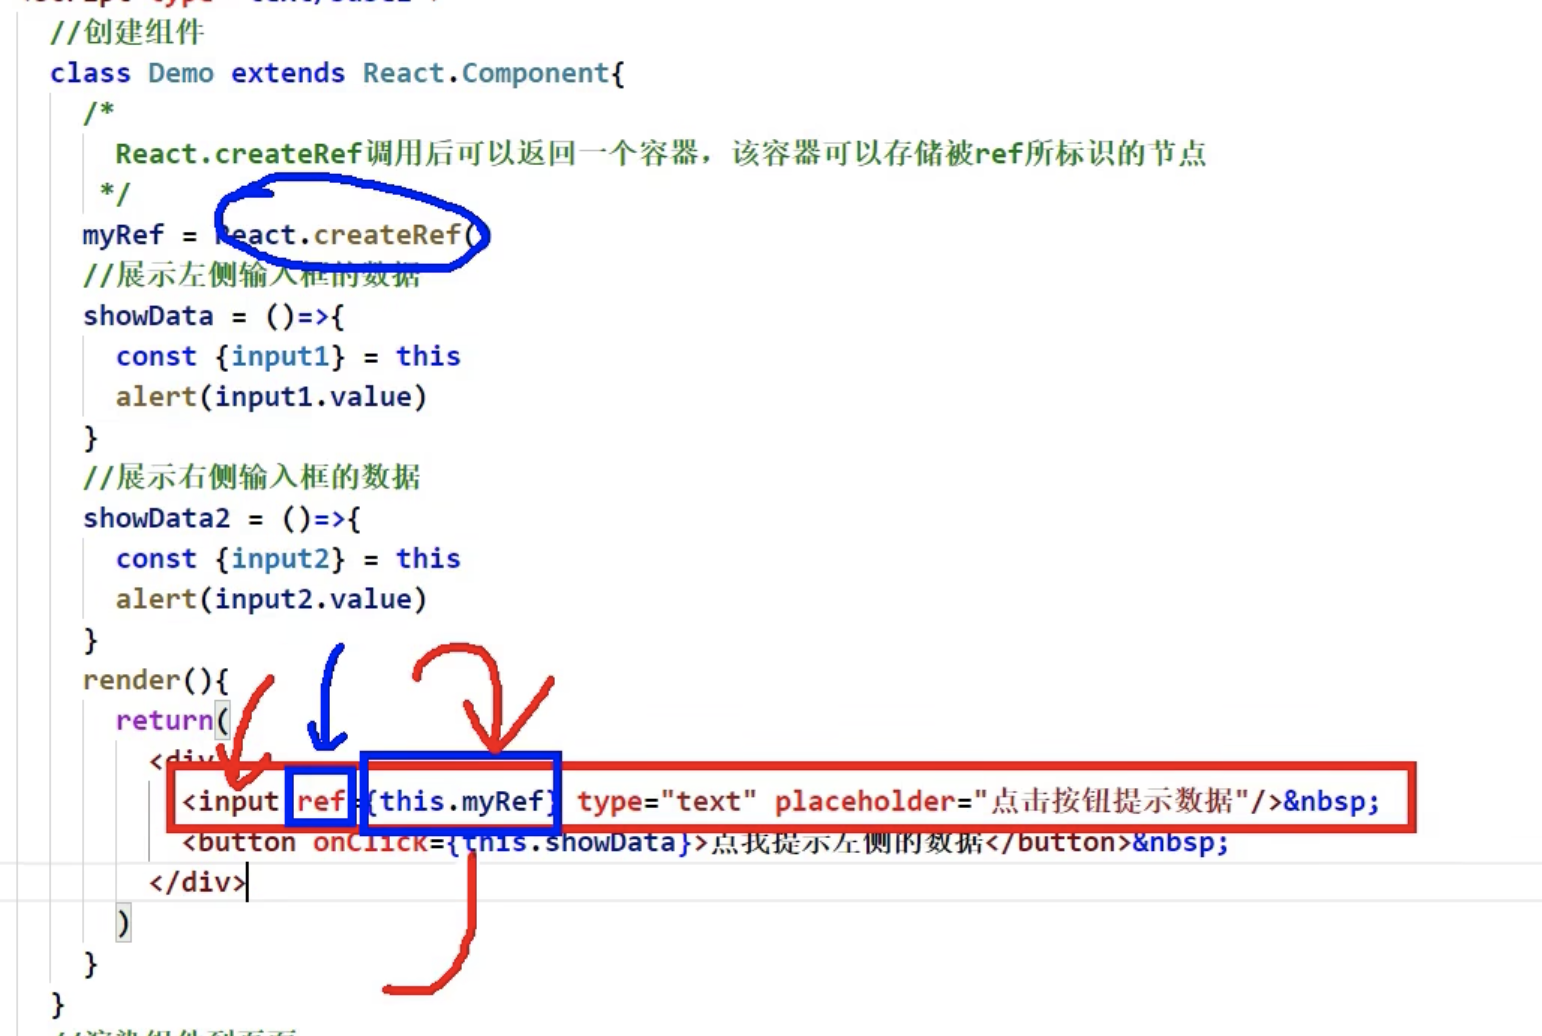 //创建组件
class Demo extends React.Component{
/*
React.createRef调用后可以返回一个容器，该容器可以存储被ref所标识的节点
*/
myRef = React.createRef()
//展示左侧输入框的数据
showData = ()=>{
const {input1} = this
alert(input1.value)
}
//展示右侧输入框的数据
showData2 = ()=>{
const {input2} = this
alert(input2.value)
}
render(){
return(
<div
<input ref={this.myRef} type="text" placeholder="点击按钮提示数据"/>&nbsp;
<button onClick={this.showData}>点我提示左侧的数据</button>&nbsp;
</div>
)
}
}